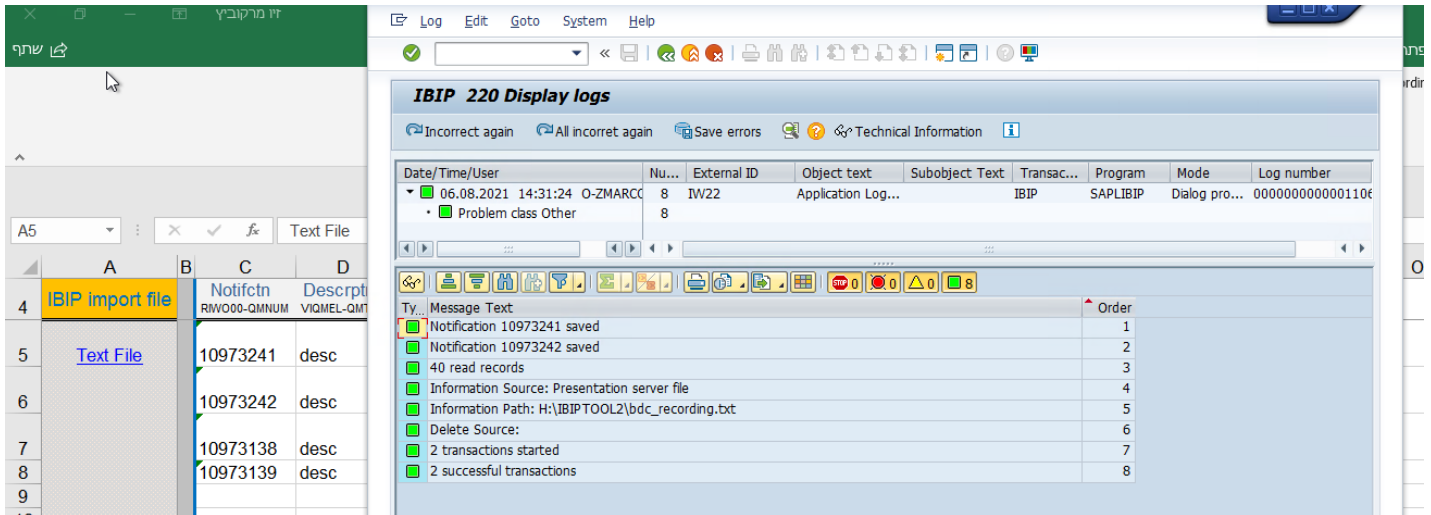 זיו מרקוביץ
שתף
A5
fx
Text File
A B C D
4 IBIP import file Notifctn
RIWO00-QMNUM
5 Text File 10973241 desc
6 10973242 desc
7 10973138 desc
8 10973139 desc
9
Log Edit Goto System Help
IBIP 220 Display logs
Incorrect again All incorret again Save errors Technical Information
Date/Time/User Nu... External ID Object text Subobject Text Transac... Program Mode Log number
06.08.2021 14:31:24 O-ZMARCO 8 IW22 Application Log... IBIP SAPLIBIP Dialog pro... 0000000000001106
Problem class Other 8
STOP 0 0 0 8
Ty... Message Text Order
Notification 10973241 saved 1
Notification 10973242 saved 2
40 read records 3
Information Source: Presentation server file 4
Information Path: H:\IBIPTOOL2\bdc_recording.txt 5
Delete Source: 6
2 transactions started 7
2 successful transactions 8
O